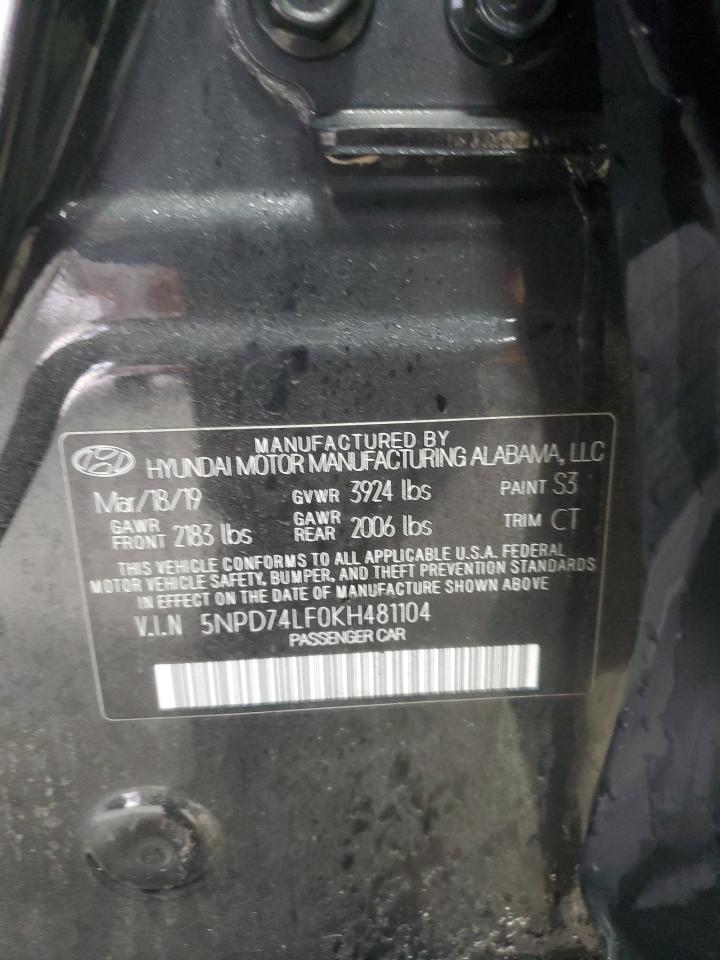 MANUFACTURED BY
HYUNDAI MOTOR MANUFACTURING ALABAMA, LLC
Mar/18/19 GVWR 3924 lbs PAINT S3
GAWR FRONT 2183 lbs GAWR REAR 2006 lbs TRIM CT
THIS VEHICLE CONFORMS TO ALL APPLICABLE U.S.A. FEDERAL
MOTOR VEHICLE SAFETY, BUMPER, AND THEFT PREVENTION STANDARDS
IN EFFECT ON THE DATE OF MANUFACTURE SHOWN ABOVE
V.I.N 5NPD74LF0KH481104
PASSENGER CAR